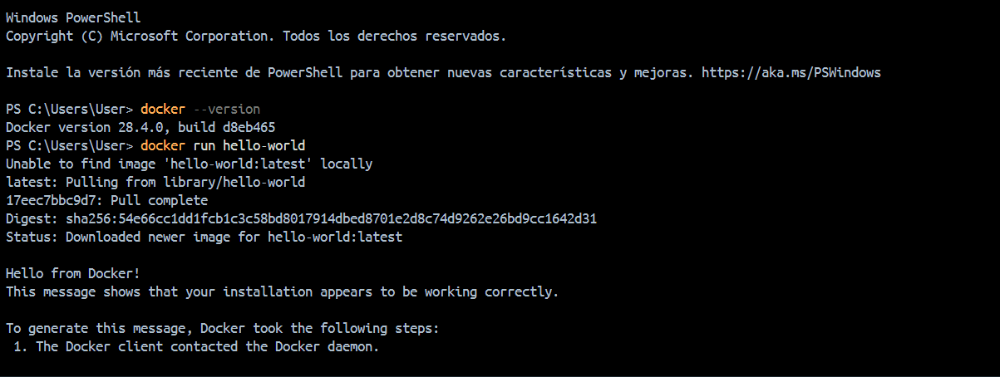 Windows PowerShell
Copyright (C) Microsoft Corporation. Todos los derechos reservados.
Instale la versión más reciente de PowerShell para obtener nuevas características y mejoras. https://aka.ms/PSWindows
PS C:\Users\User> docker --version
Docker version 28.4.0, build d8eb465
PS C:\Users\User> docker run hello-world
Unable to find image 'hello-world:latest' locally
latest: Pulling from library/hello-world
17eec7bbc9d7: Pull complete
Digest: sha256:54e66cc1dd1fcb1c3c58bd8017914dbed8701e2d8c74d9262e26bd9cc1642d31
Status: Downloaded newer image for hello-world:latest
Hello from Docker!
This message shows that your installation appears to be working correctly.
To generate this message, Docker took the following steps:
1. The Docker client contacted the Docker daemon.